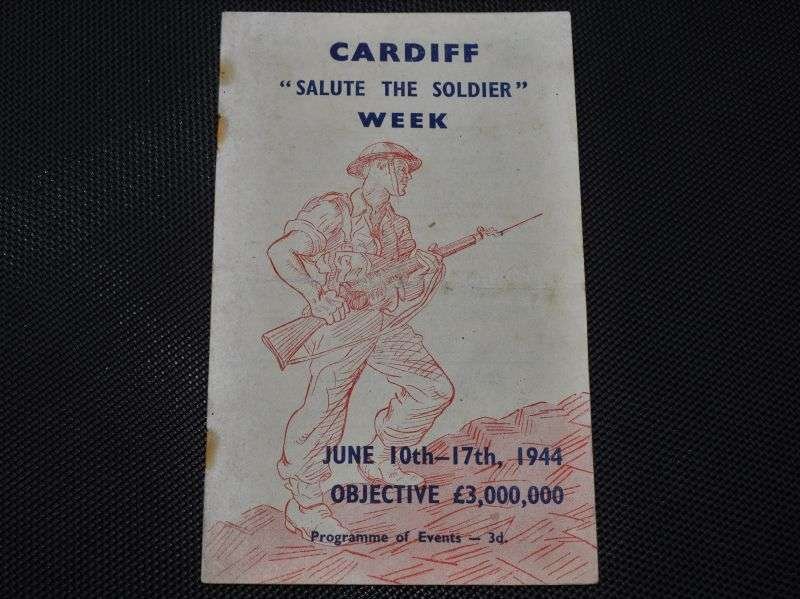 CARDIFF
"SALUTE THE SOLDIER"
WEEK
JUNE 10th–17th, 1944
OBJECTIVE £3,000,000
Programme of Events — 3d.